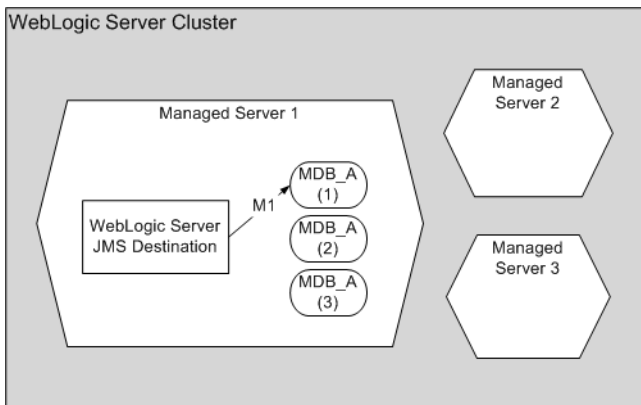 WebLogic Server Cluster
Managed Server 1
WebLogic Server
JMS Destination
M1
MDB_A
(1)
MDB_A
(2)
MDB_A
(3)
Managed
Server 2
Managed
Server 3